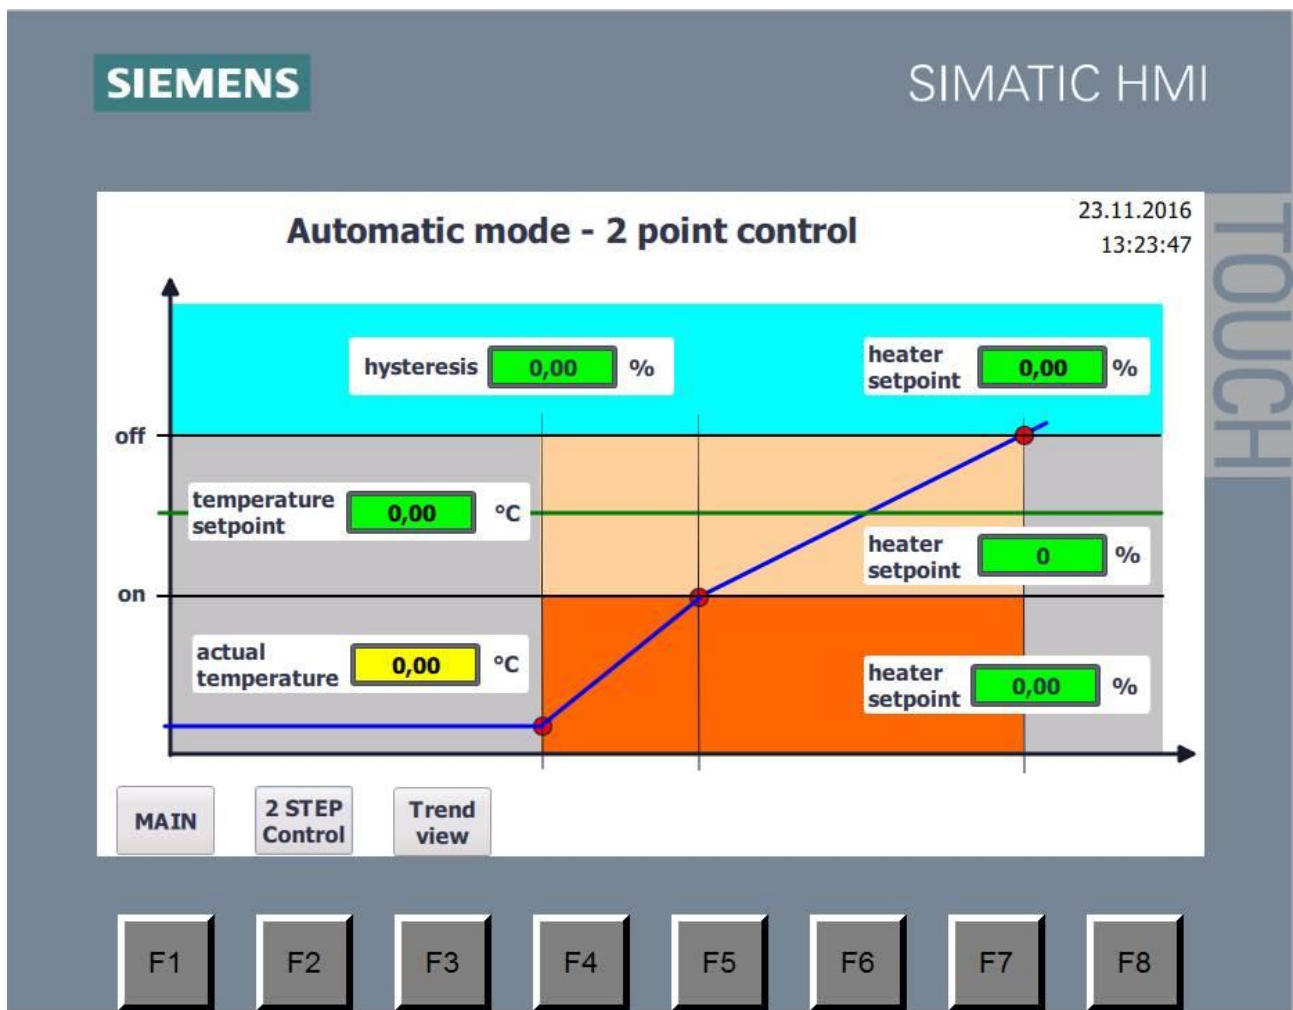 SIEMENS
SIMATIC HMI
TOUCH
Automatic mode - 2 point control
23.11.2016
13:23:47
hysteresis 0,00 %
heater
setpoint 0,00 %
off
temperature
setpoint 0,00 °C
heater
setpoint 0 %
on
actual
temperature 0,00 °C
heater
setpoint 0,00 %
MAIN
2 STEP
Control
Trend
view
F1 F2 F3 F4 F5 F6 F7 F8